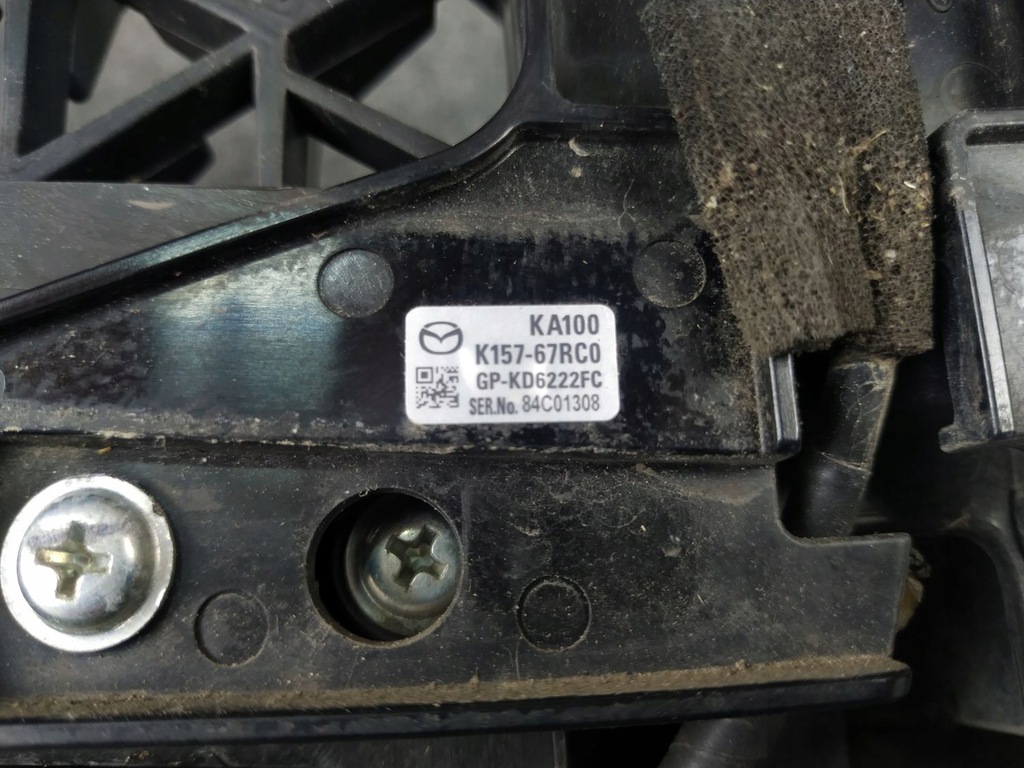 KA100
K157-67RC0
GP-KD6222FC
SER.No. 84C01308